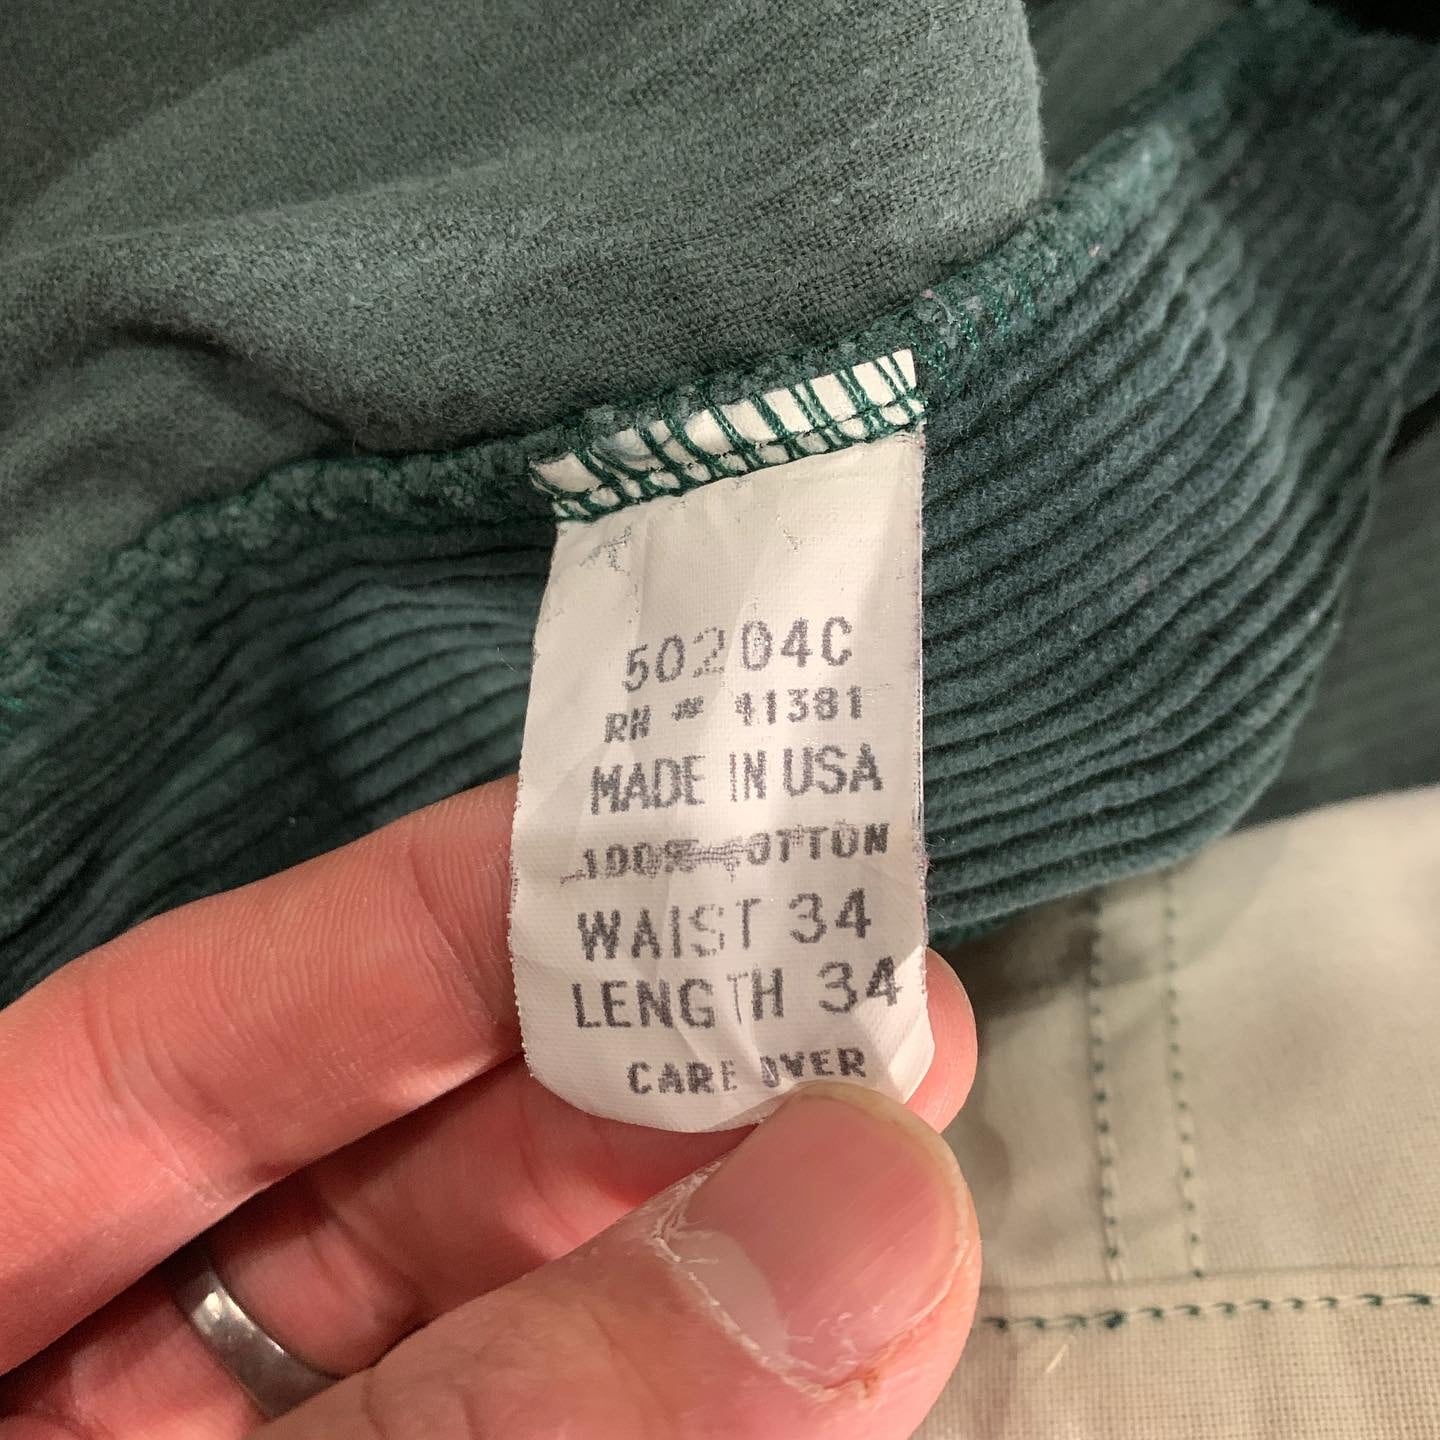 50204C
RN # 41381
MADE IN USA
100% COTTON
WAIST 34
LENGTH 34
CARE OVER